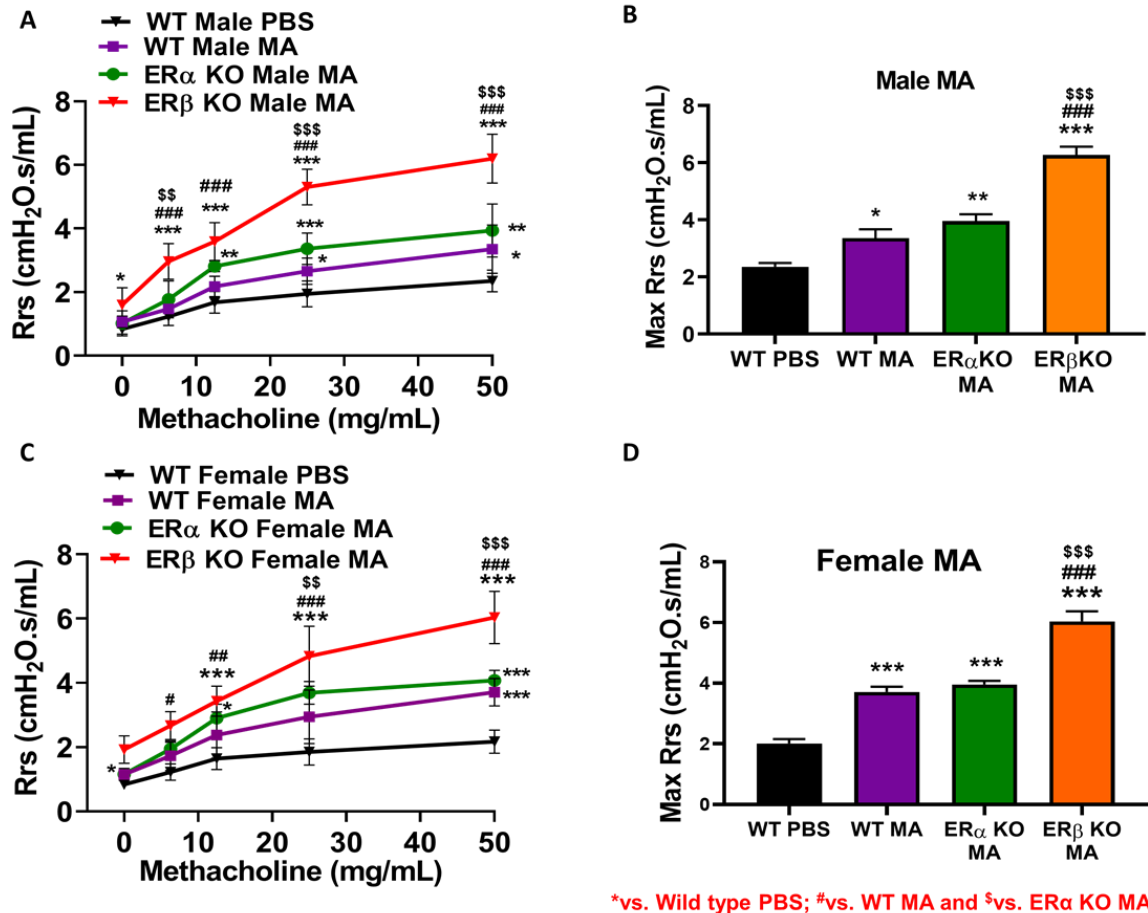 A
WT Male PBS
WT Male MA
ERα KO Male MA
ERβ KO Male MA
Rrs (cmH₂O.s/mL)
8
6
4
2
0
*
$$
###
***
###
***
**
$$$
###
***
***
*
$$$
###
***
**
*
0 10 20 30 40 50
Methacholine (mg/mL)
B
Male MA
Max Rrs (cmH₂O.s/mL)
8
6
4
2
0
*
**
$$$
###
***
WT PBS WT MA ERαKO MA ERβKO MA
C
WT Female PBS
WT Female MA
ERα KO Female MA
ERβ KO Female MA
Rrs (cmH₂O.s/mL)
8
6
4
2
0
*
#
##
***
*
$$
###
***
$$$
###
***
***
***
0 10 20 30 40 50
Methacholine (mg/mL)
D
Female MA
Max Rrs (cmH₂O.s/mL)
8
6
4
2
0
***
***
$$$
###
***
WT PBS WT MA ERα KO MA ERβ KO MA
*vs. Wild type PBS; #vs. WT MA and $vs. ERα KO MA